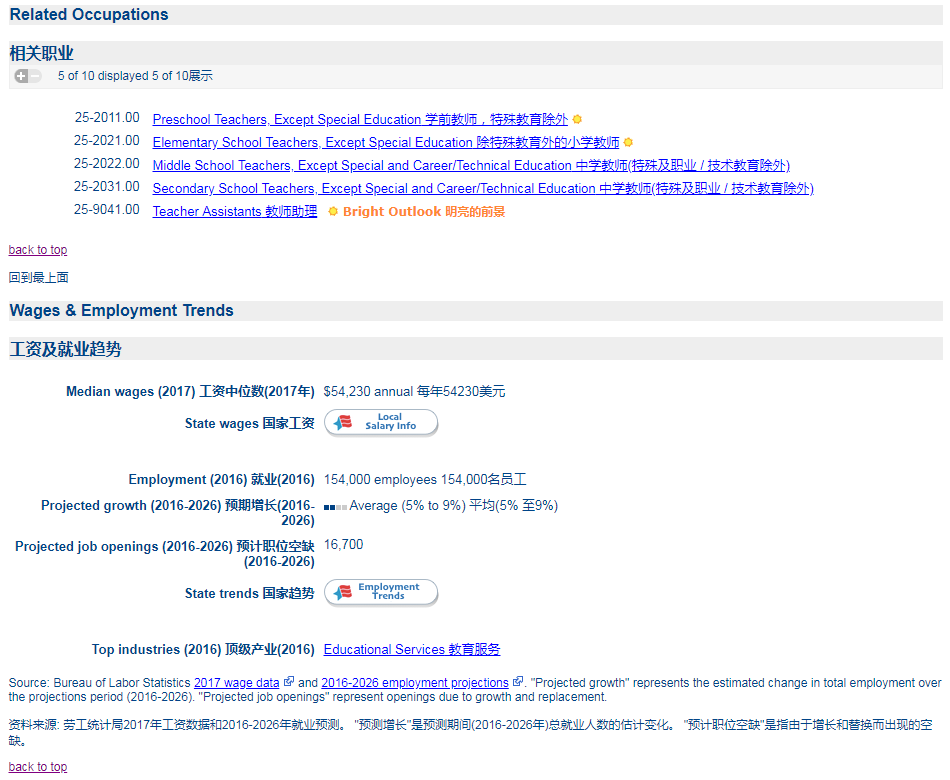 Related Occupations
相关职业
5 of 10 displayed 5 of 10展示
25-2011.00 Preschool Teachers, Except Special Education 学前教师，特殊教育除外
25-2021.00 Elementary School Teachers, Except Special Education 除特殊教育外的小学教师
25-2022.00 Middle School Teachers, Except Special and Career/Technical Education 中学教师(特殊及职业 / 技术教育除外)
25-2031.00 Secondary School Teachers, Except Special and Career/Technical Education 中学教师(特殊及职业 / 技术教育除外)
25-9041.00 Teacher Assistants 教师助理 Bright Outlook 明亮的前景
back to top
回到最上面
Wages & Employment Trends
工资及就业趋势
Median wages (2017) 工资中位数(2017年) $54,230 annual 每年54230美元
State wages 国家工资 Local
Salary Info
Employment (2016) 就业(2016) 154,000 employees 154,000名员工
Projected growth (2016-2026) 预期增长(2016- Average (5% to 9%) 平均(5% 至9%)
2026)
Projected job openings (2016-2026) 预计职位空缺 16,700
(2016-2026)
State trends 国家趋势 Employment
Trends
Top industries (2016) 顶级产业(2016) Educational Services 教育服务
Source: Bureau of Labor Statistics 2017 wage data and 2016-2026 employment projections. "Projected growth" represents the estimated change in total employment over
the projections period (2016-2026). "Projected job openings" represent openings due to growth and replacement.
资料来源: 劳工统计局2017年工资数据和2016-2026年就业预测。 "预测增长"是预测期间(2016-2026年)总就业人数的估计变化。 "预计职位空缺"是指由于增长和替换而出现的空
缺。
back to top